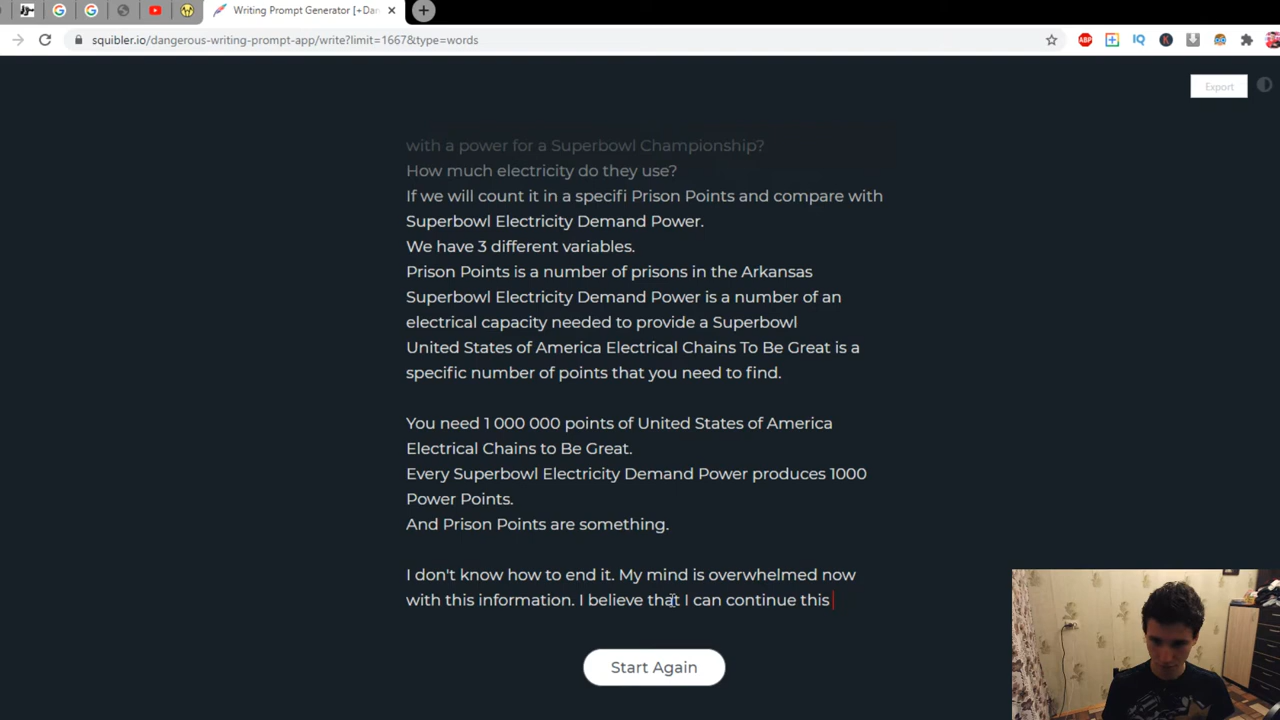 Writing Prompt Generator [+Dan
squibler.io/dangerous-writing-prompt-app/write?limit=1667&type=words
ABP
IQ
K
Export
with a power for a Superbowl Championship?
How much electricity do they use?
If we will count it in a specifi Prison Points and compare with
Superbowl Electricity Demand Power.
We have 3 different variables.
Prison Points is a number of prisons in the Arkansas
Superbowl Electricity Demand Power is a number of an
electrical capacity needed to provide a Superbowl
United States of America Electrical Chains To Be Great is a
specific number of points that you need to find.
You need 1 000 000 points of United States of America
Electrical Chains to Be Great.
Every Superbowl Electricity Demand Power produces 1000
Power Points.
And Prison Points are something.
I don't know how to end it. My mind is overwhelmed now
with this information. I believe that I can continue this
Start Again